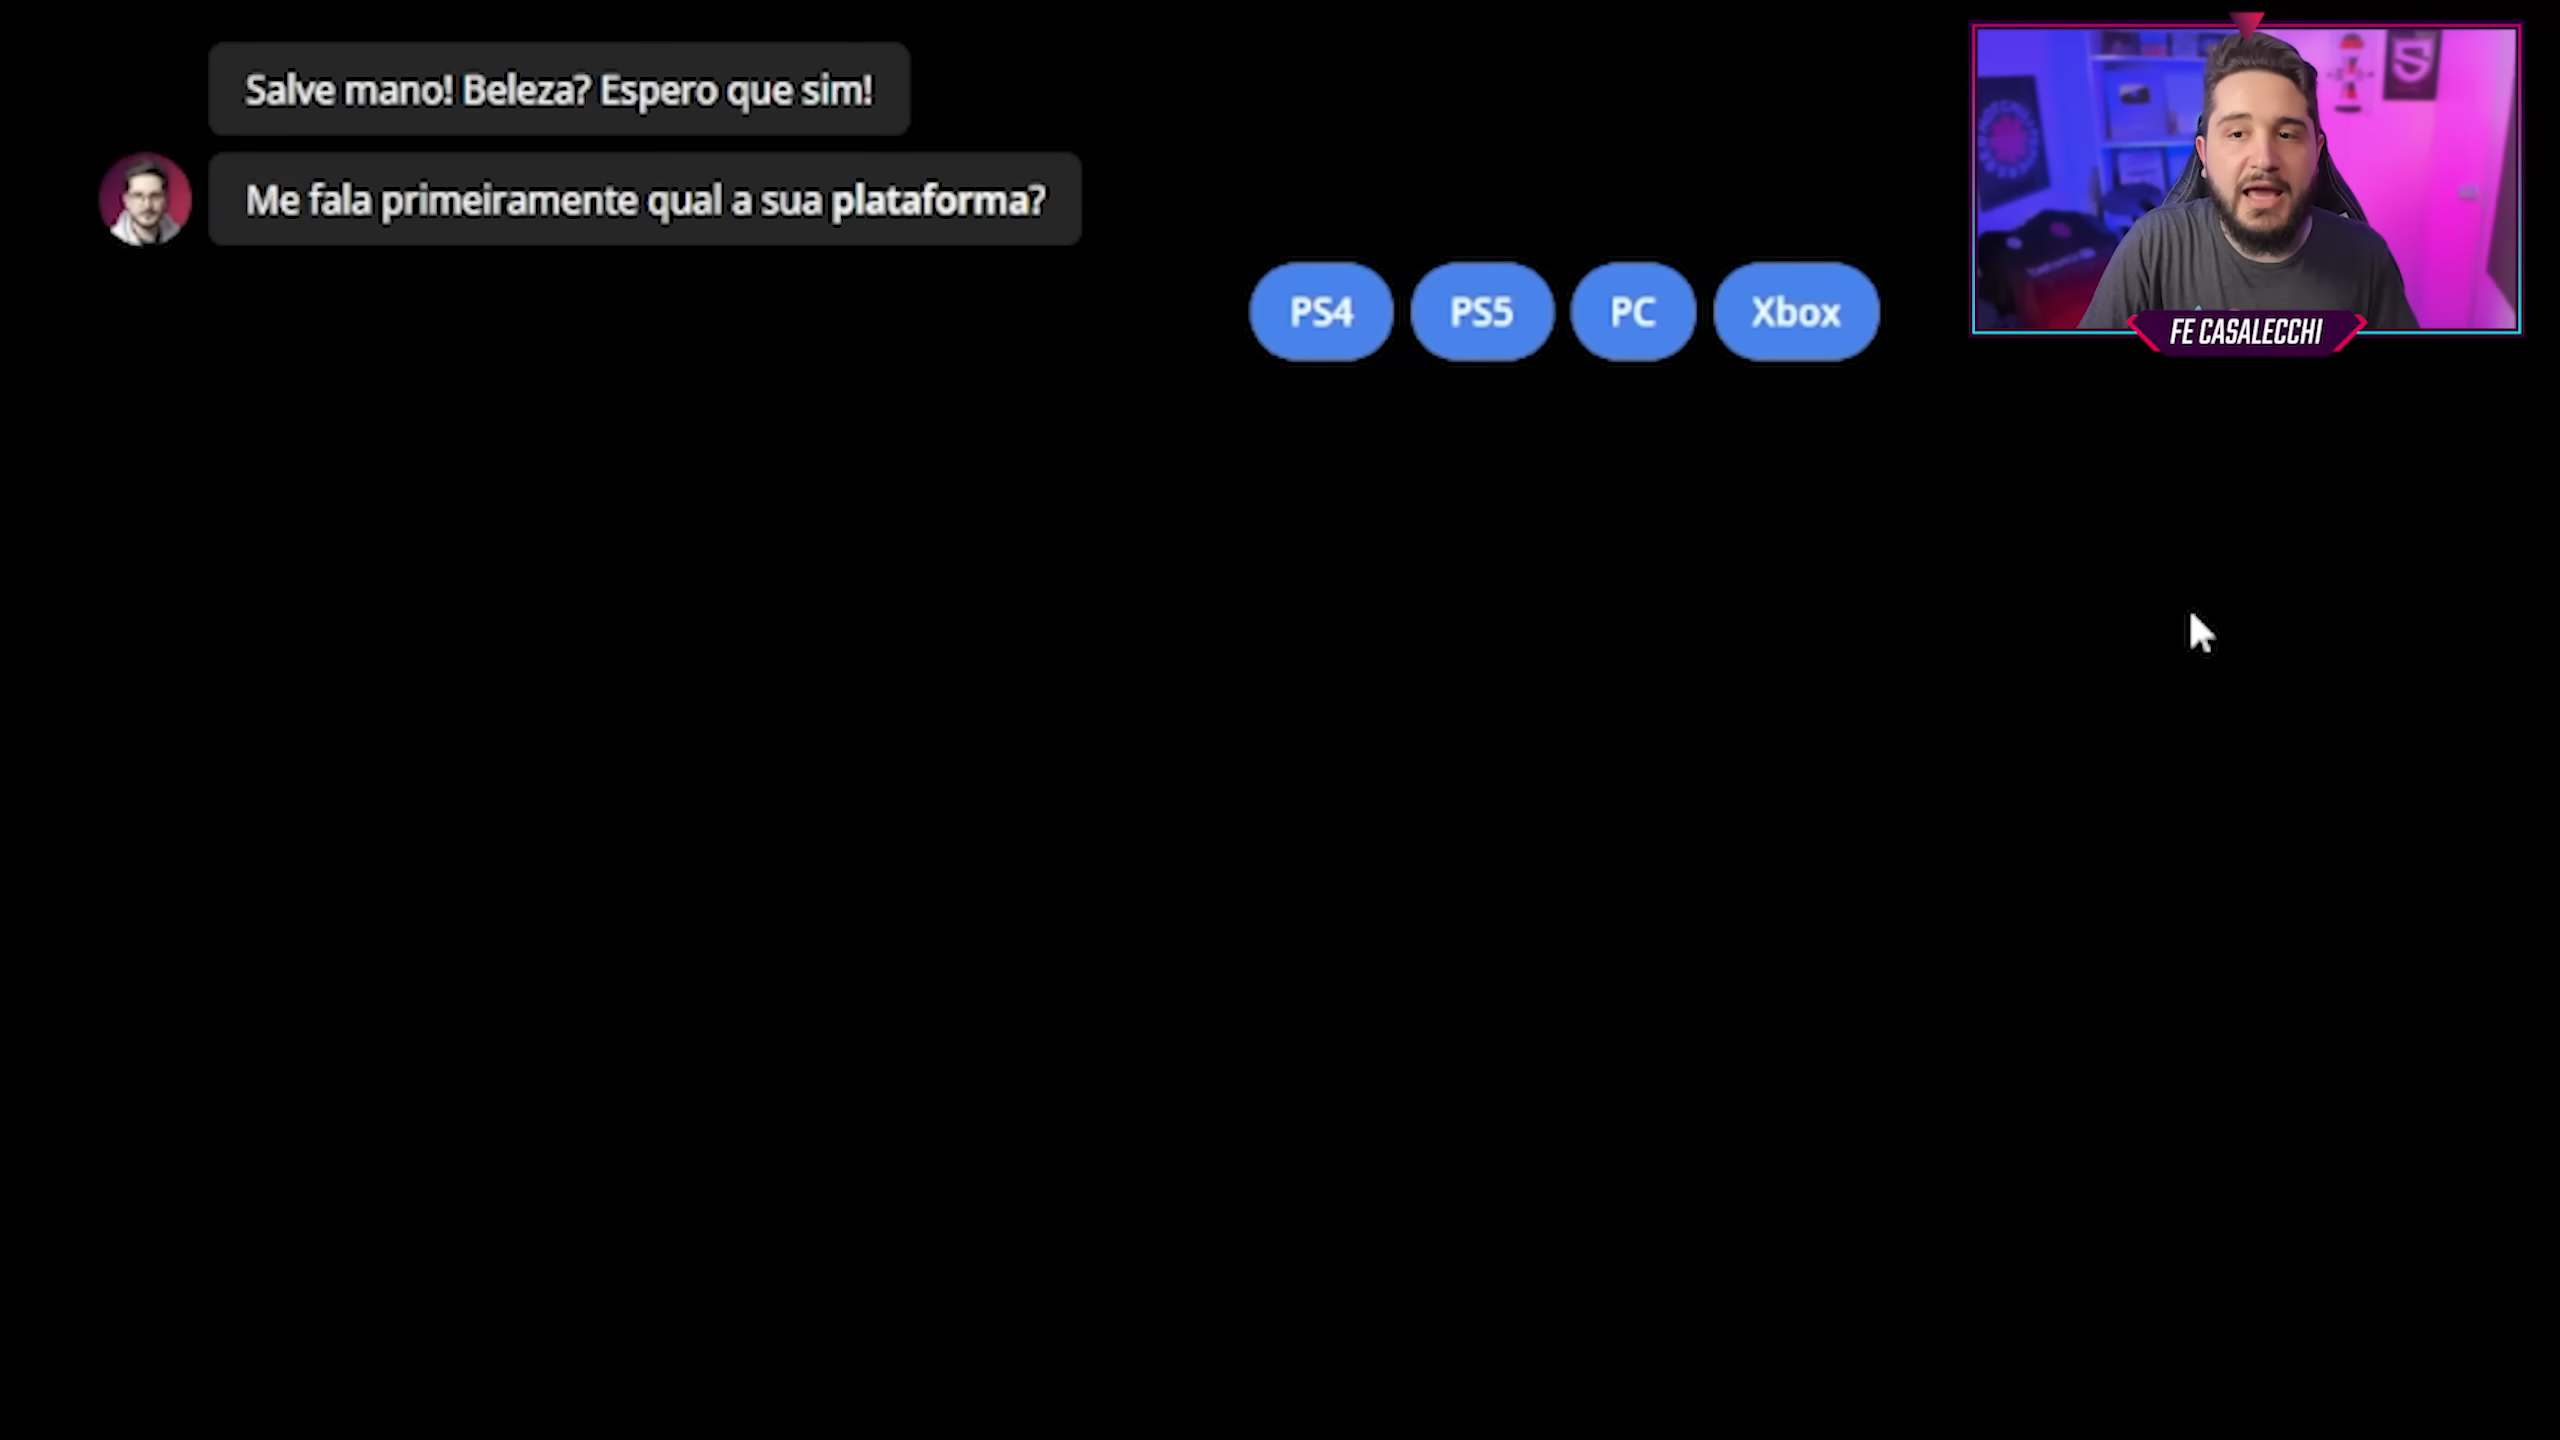 Salve mano! Beleza? Espero que sim!
Me fala primeiramente qual a sua plataforma?
PS4 PS5 PC Xbox
FE CASALECCHI